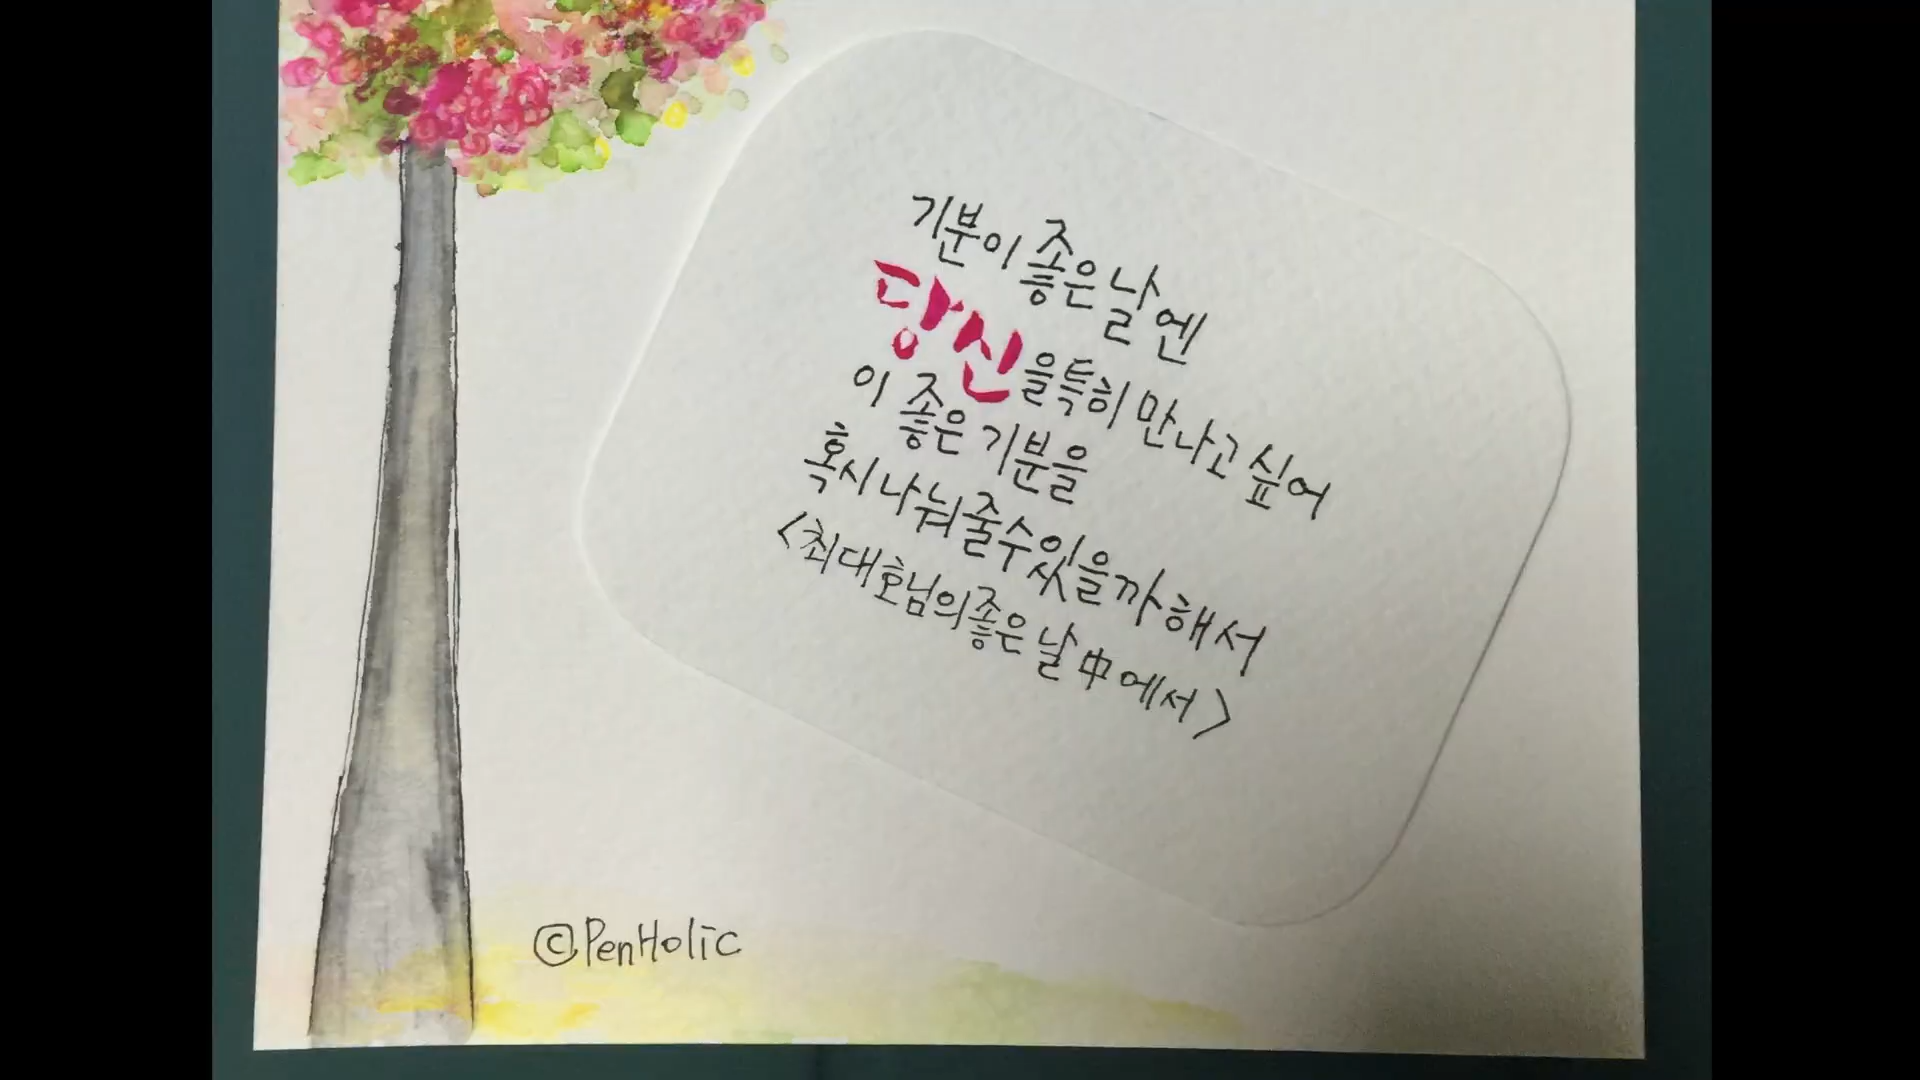 기분이 좋은 날엔
당신을 특히 만나고 싶어
이 좋은 기분을
혹시 나눠줄 수 있을까 해서
<최대호님의 좋은 날 中에서>
©PenHolic